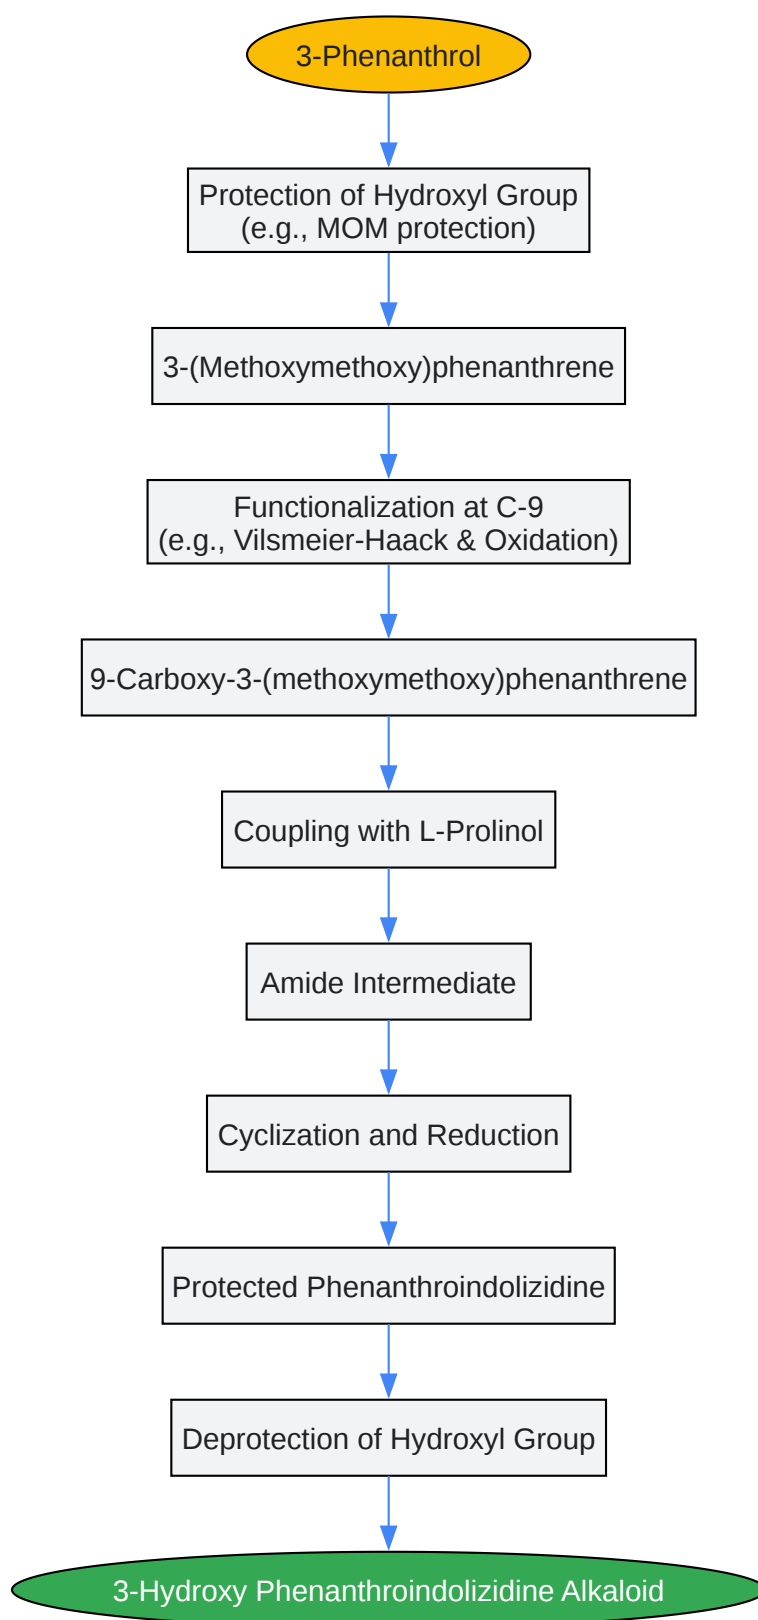 3-Phenanthrol
Protection of Hydroxyl Group
(e.g., MOM protection)
3-(Methoxymethoxy)phenanthrene
Functionalization at C-9
(e.g., Vilsmeier-Haack & Oxidation)
9-Carboxy-3-(methoxymethoxy)phenanthrene
Coupling with L-Prolinol
Amide Intermediate
Cyclization and Reduction
Protected Phenanthroindolizidine
Deprotection of Hydroxyl Group
3-Hydroxy Phenanthroindolizidine Alkaloid